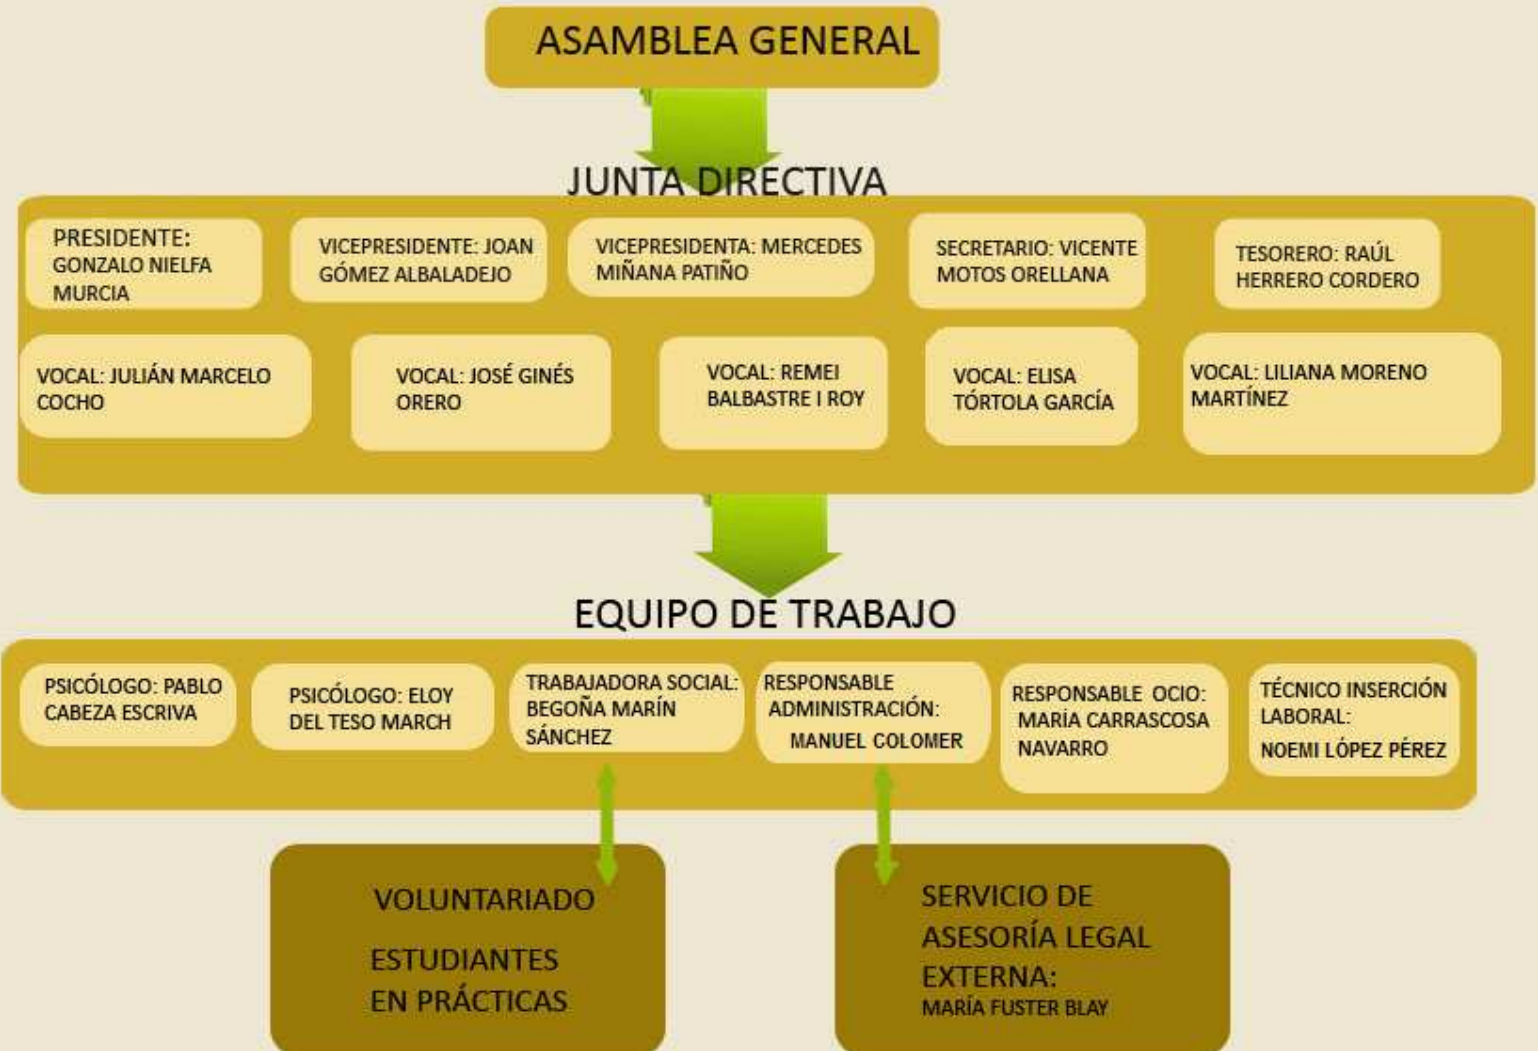 ASAMBLEA GENERAL
JUNTA DIRECTIVA
PRESIDENTE:
GONZALO NIELFA
MURCIA
VICEPRESIDENTE: JOAN
GÓMEZ ALBALADEJO
VICEPRESIDENTA: MERCEDES
MIÑANA PATIÑO
SECRETARIO: VICENTE
MOTOS ORELLANA
TESORERO: RAÚL
HERRERO CORDERO
VOCAL: JULIÁN MARCELO
COCHO
VOCAL: JOSÉ GINÉS
ORERO
VOCAL: REMEI
BALBASTRE I ROY
VOCAL: ELISA
TÓRTOLA GARCÍA
VOCAL: LILIANA MORENO
MARTÍNEZ
EQUIPO DE TRABAJO
PSICÓLOGO: PABLO
CABEZA ESCRIVA
PSICÓLOGO: ELOY
DEL TESO MARCH
TRABAJADORA SOCIAL:
BEGOÑA MARÍN
SÁNCHEZ
RESPONSABLE
ADMINISTRACIÓN:
MANUEL COLOMER
RESPONSABLE OCIO:
MARÍA CARRASCOSA
NAVARRO
TÉCNICO INSERCIÓN
LABORAL:
NOEMI LÓPEZ PÉREZ
VOLUNTARIADO
ESTUDIANTES
EN PRÁCTICAS
SERVICIO DE
ASESORÍA LEGAL
EXTERNA:
MARÍA FUSTER BLAY